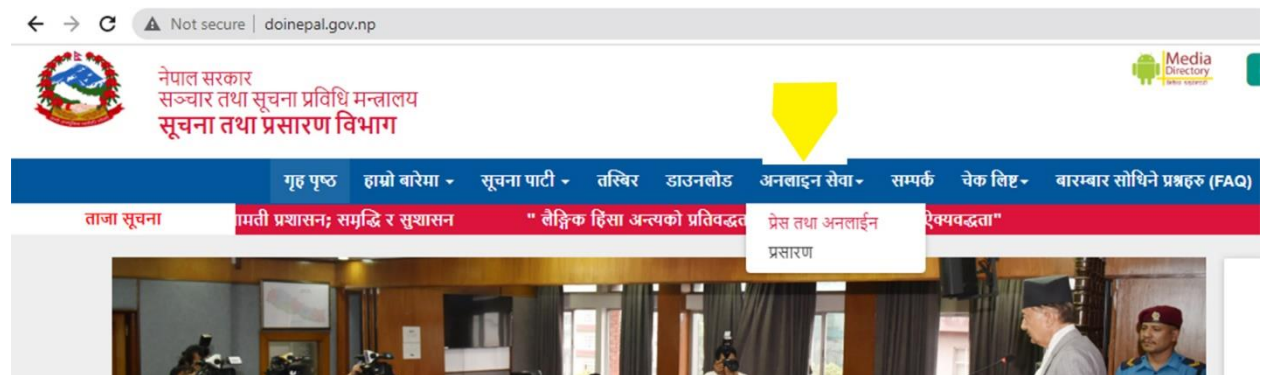 Not secure | doinepal.gov.np
नेपाल सरकार
सञ्चार तथा सूचना प्रविधि मन्त्रालय
सूचना तथा प्रसारण विभाग
Media
Directory
गृह पृष्ठ हाम्रो बारेमा सूचना पाटी तस्बिर डाउनलोड अनलाइन सेवा सम्पर्क चेक लिष्ट बारम्बार सोधिने प्रश्नहरु (FAQ)
ताजा सूचना ामती प्रशासन; समृद्धि र सुशासन " लैङ्गिक हिंसा अन्त्यको प्रतिवद्धत ऐक्यवद्धता"
प्रेस तथा अनलाईन
प्रसारण